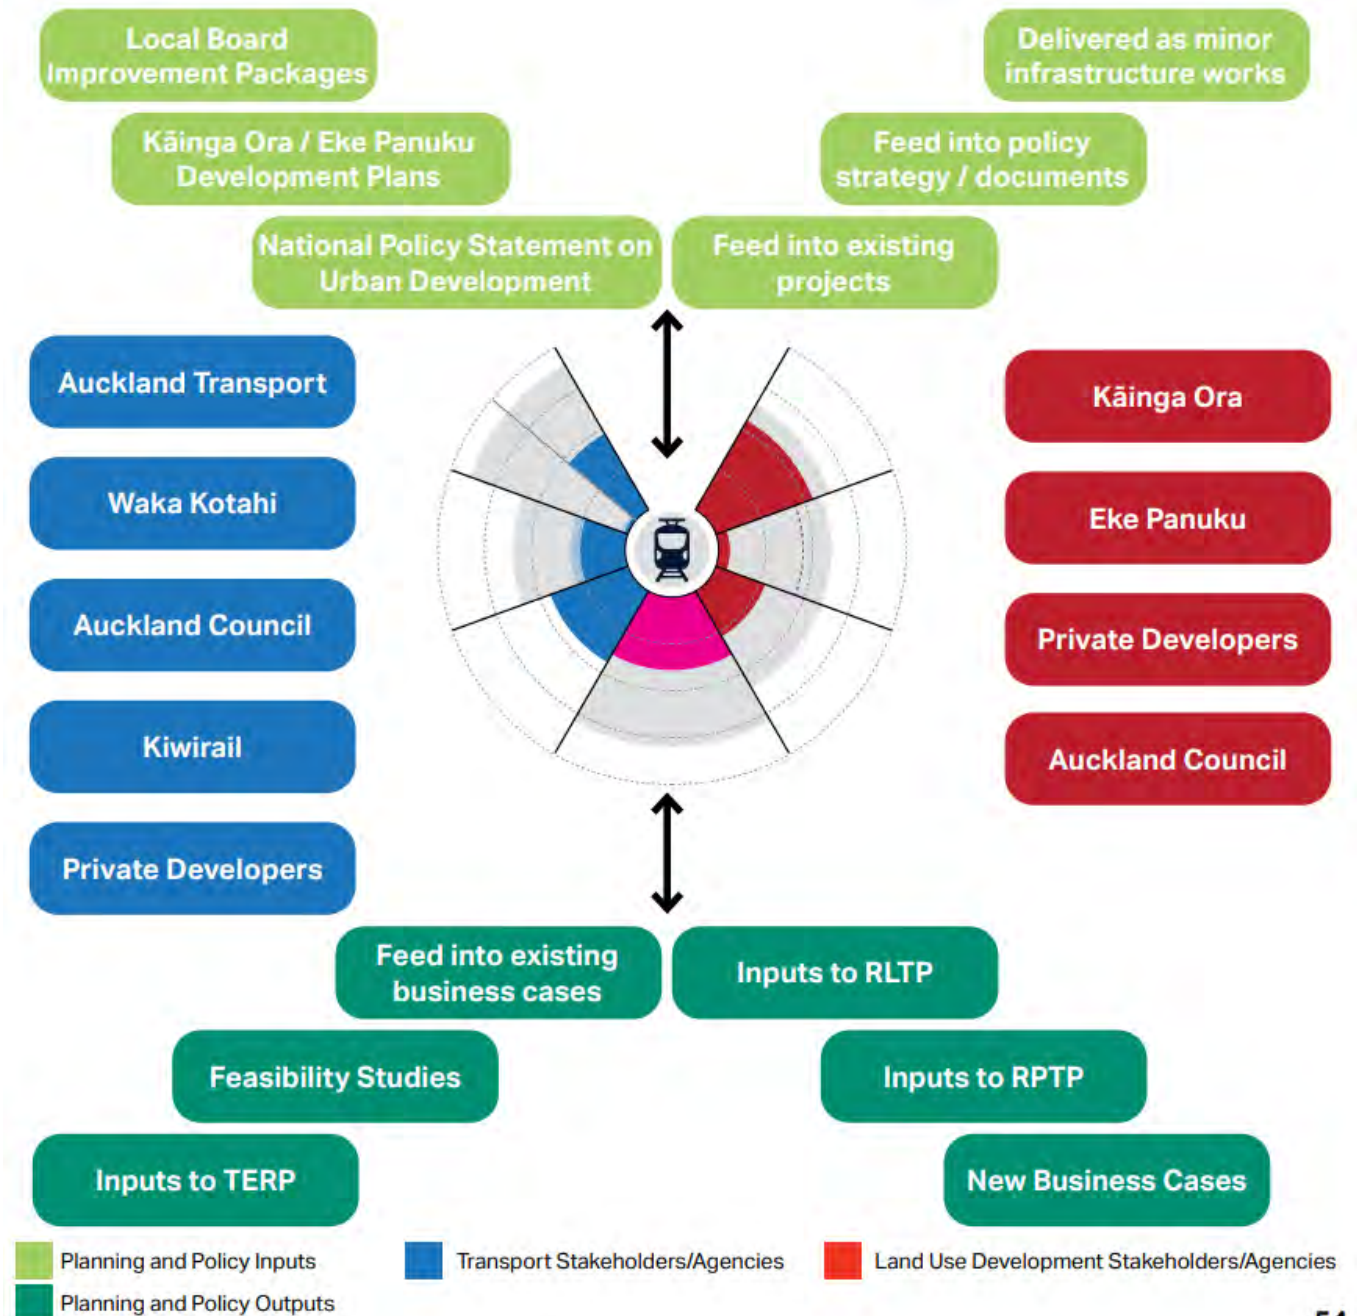 Local Board
Improvement Packages
Delivered as minor
infrastructure works
Kāinga Ora / Eke Panuku
Development Plans
Feed into policy
strategy / documents
National Policy Statement on
Urban Development
Feed into existing
projects
Auckland Transport
Waka Kotahi
Auckland Council
Kiwirail
Private Developers
Kāinga Ora
Eke Panuku
Private Developers
Auckland Council
Feed into existing
business cases
Inputs to RLTP
Feasibility Studies
Inputs to RPTP
Inputs to TERP
New Business Cases
Planning and Policy Inputs
Transport Stakeholders/Agencies
Land Use Development Stakeholders/Agencies
Planning and Policy Outputs